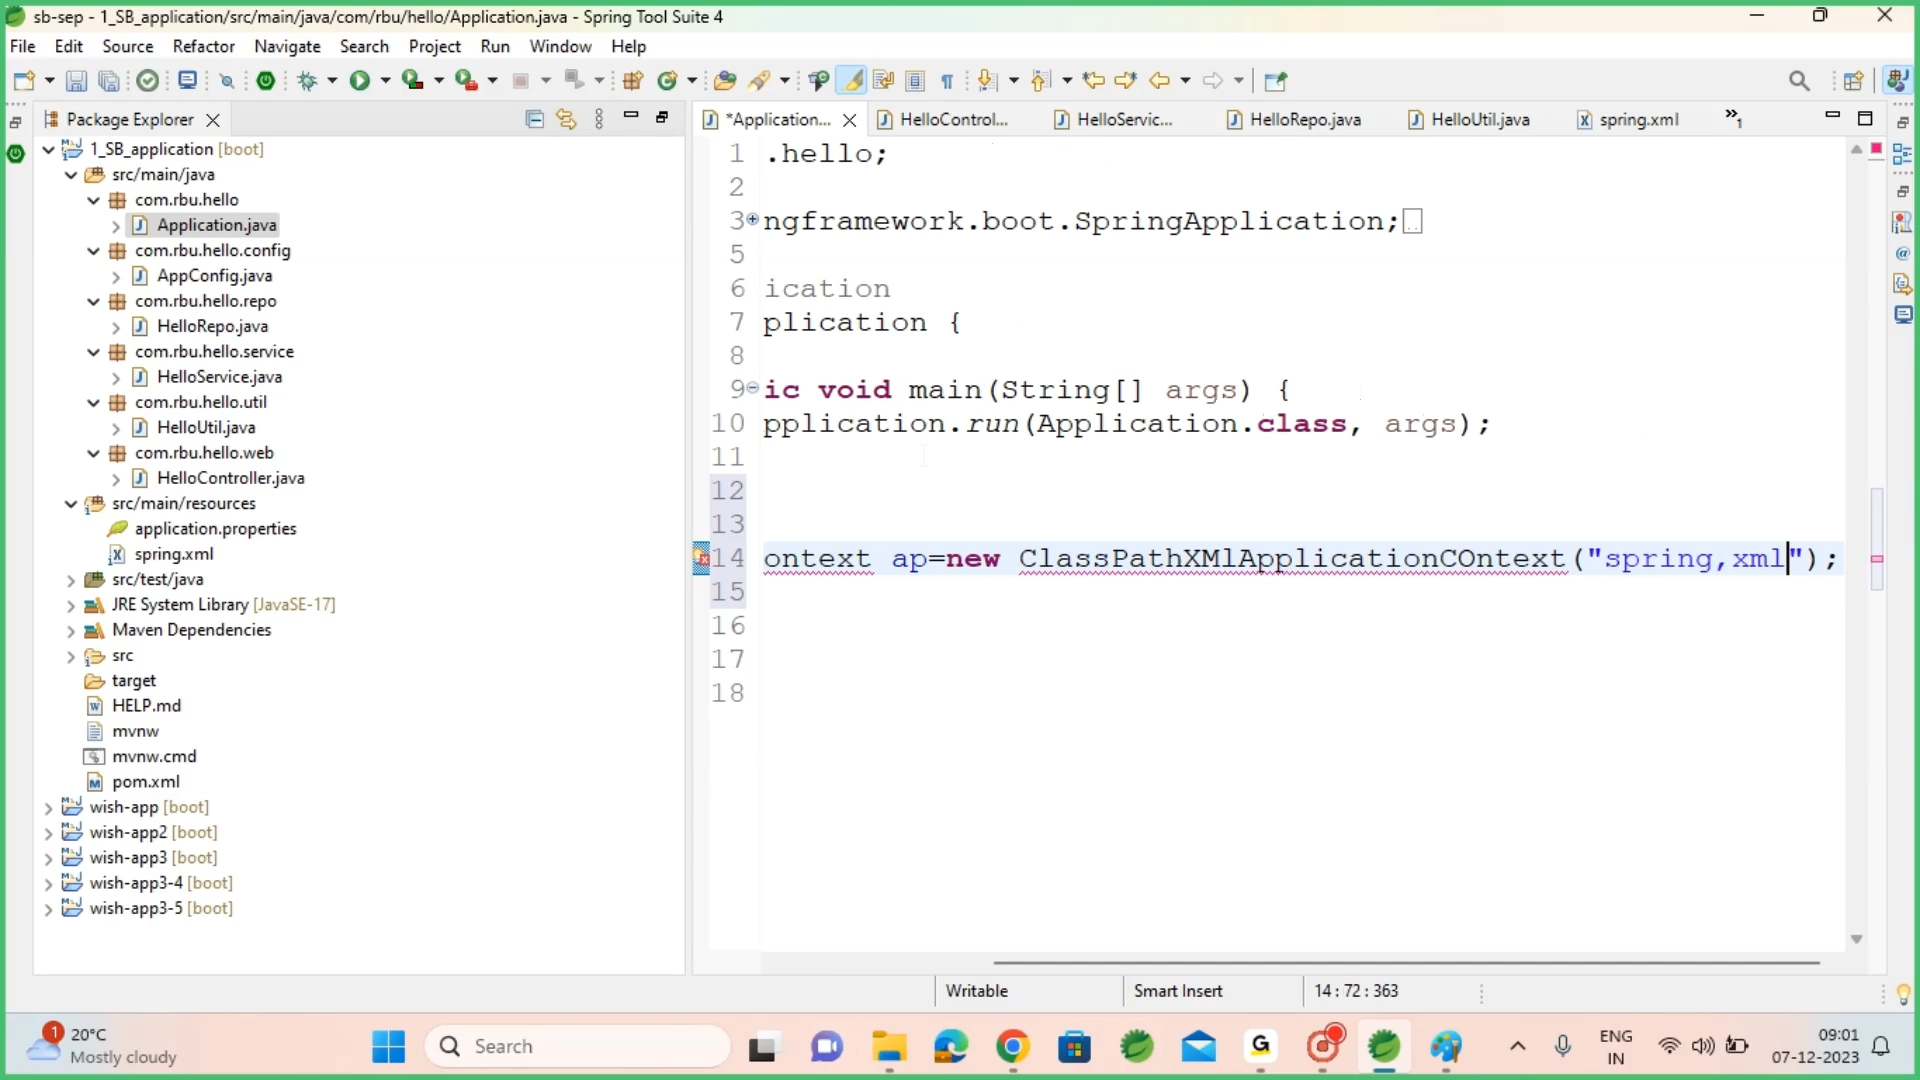 sb-sep - 1_SB_application/src/main/java/com/rbu/hello/Application.java - Spring Tool Suite 4
File Edit Source Refactor Navigate Search Project Run Window Help
Package Explorer
*Application... HelloControl... HelloServic... HelloRepo.java HelloUtil.java spring.xml »1
1_SB_application [boot]
src/main/java
com.rbu.hello
Application.java
com.rbu.hello.config
AppConfig.java
com.rbu.hello.repo
HelloRepo.java
com.rbu.hello.service
HelloService.java
com.rbu.hello.util
HelloUtil.java
com.rbu.hello.web
HelloController.java
src/main/resources
application.properties
spring.xml
src/test/java
JRE System Library [JavaSE-17]
Maven Dependencies
src
target
HELP.md
mvnw
mvnw.cmd
pom.xml
wish-app [boot]
wish-app2 [boot]
wish-app3 [boot]
wish-app3-4 [boot]
wish-app3-5 [boot]
1 .hello;
2
3 ngframework.boot.SpringApplication;
5
6 ication
7 plication {
8
9 ic void main(String[] args) {
10 pplication.run(Application.class, args);
11
12
13
14 ontext ap=new ClassPathXMlApplicationCOntext("spring,xml");
15
16
17
18
Writable Smart Insert 14 : 72 : 363
1 20°C
Mostly cloudy
Search
ENG
IN
09:01
07-12-2023